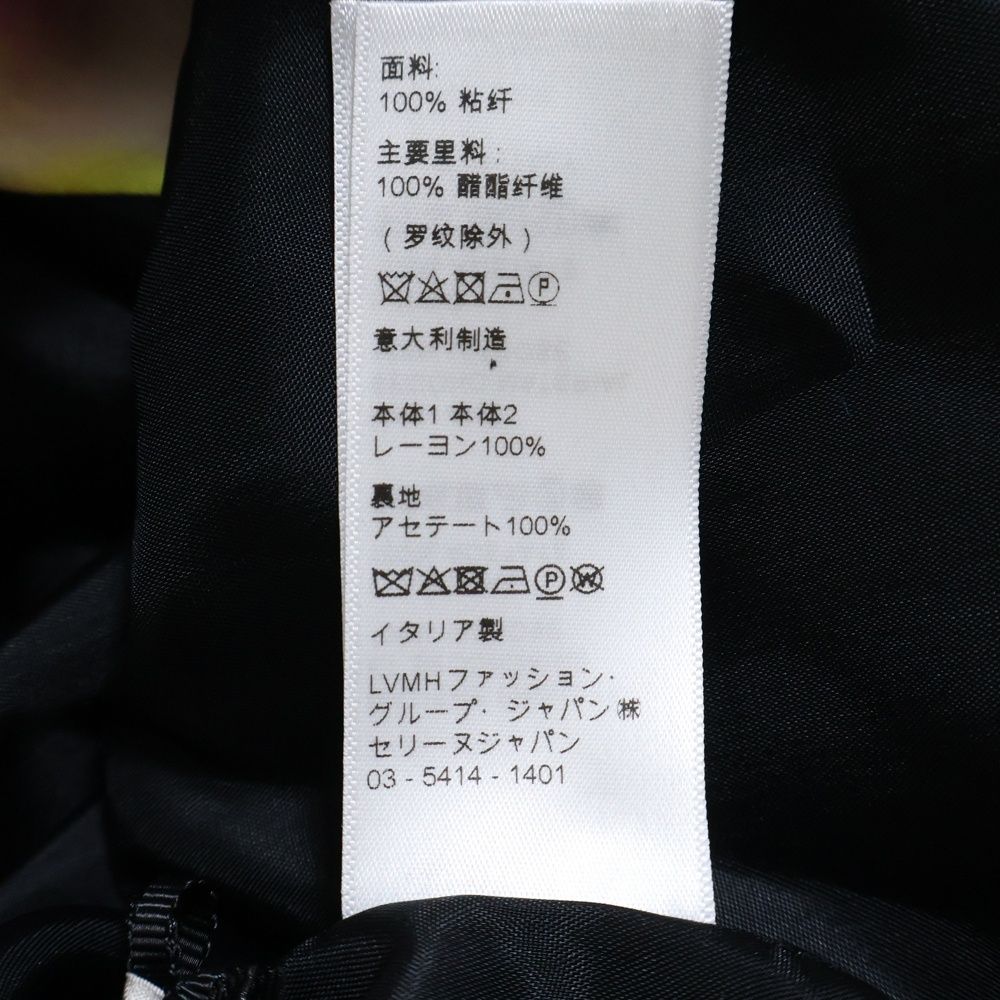 面料:
100% 粘纤
主要里料:
100% 醋酯纤维
(罗纹除外)
P
意大利制造
本体1 本体2
レーヨン100%
裏地
アセテート100%
P W
イタリア製
LVMHファッション·
グループ· ジャパン㈱
セリーヌジャパン
03 - 5414 - 1401